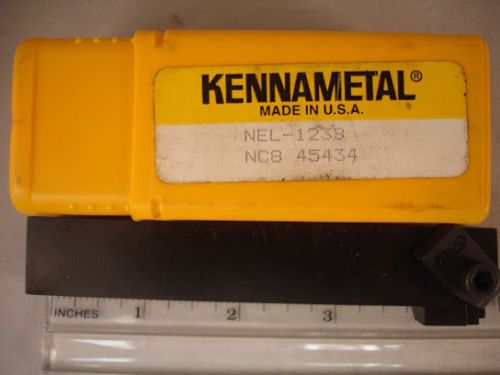 KENNAMETAL®
MADE IN U.S.A.
NEL-123B
NC8 45434
INCHES 1 2 3